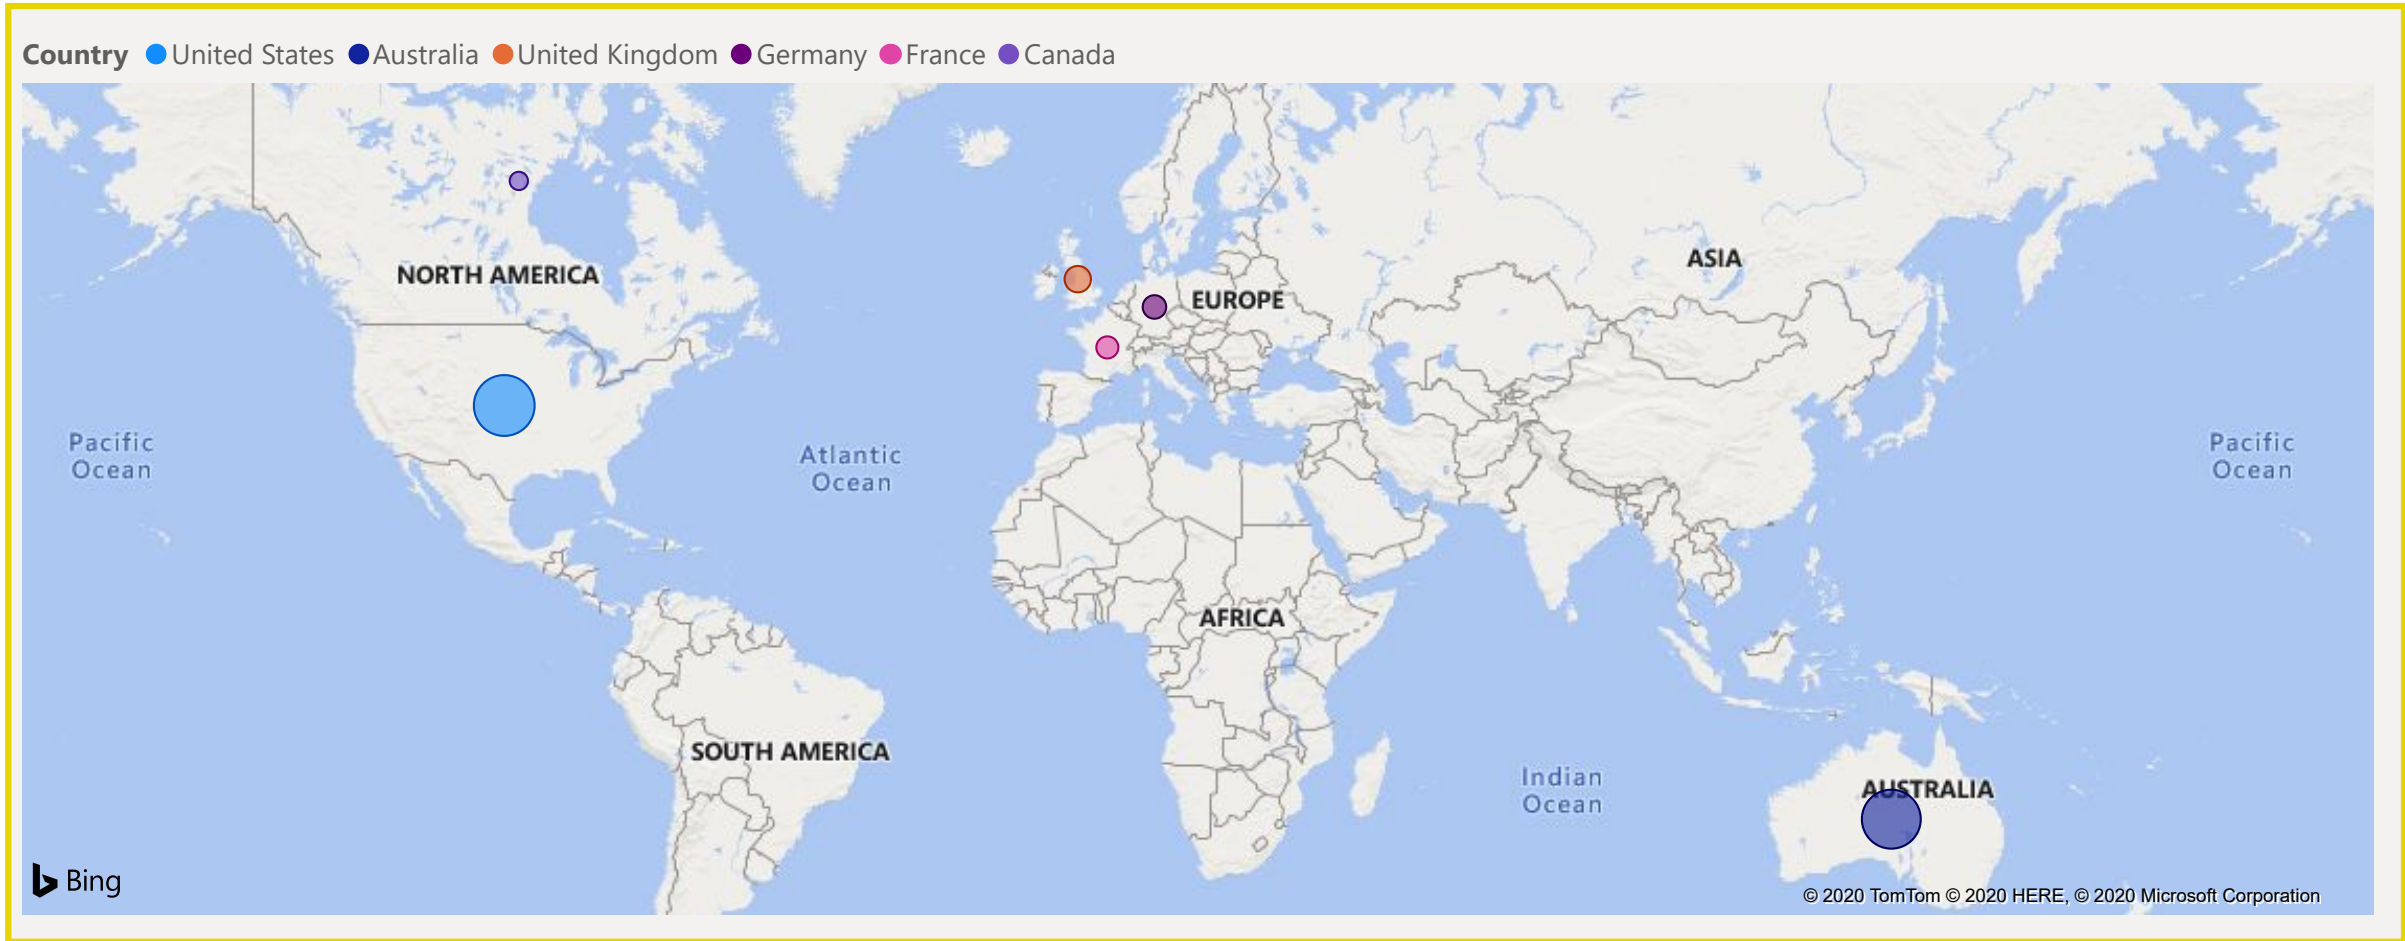 Country United States Australia United Kingdom Germany France Canada
NORTH AMERICA
ASIA
EUROPE
Pacific
Ocean
Atlantic
Ocean
Pacific
Ocean
AFRICA
SOUTH AMERICA
Indian
Ocean
AUSTRALIA
Bing
© 2020 TomTom © 2020 HERE, © 2020 Microsoft Corporation